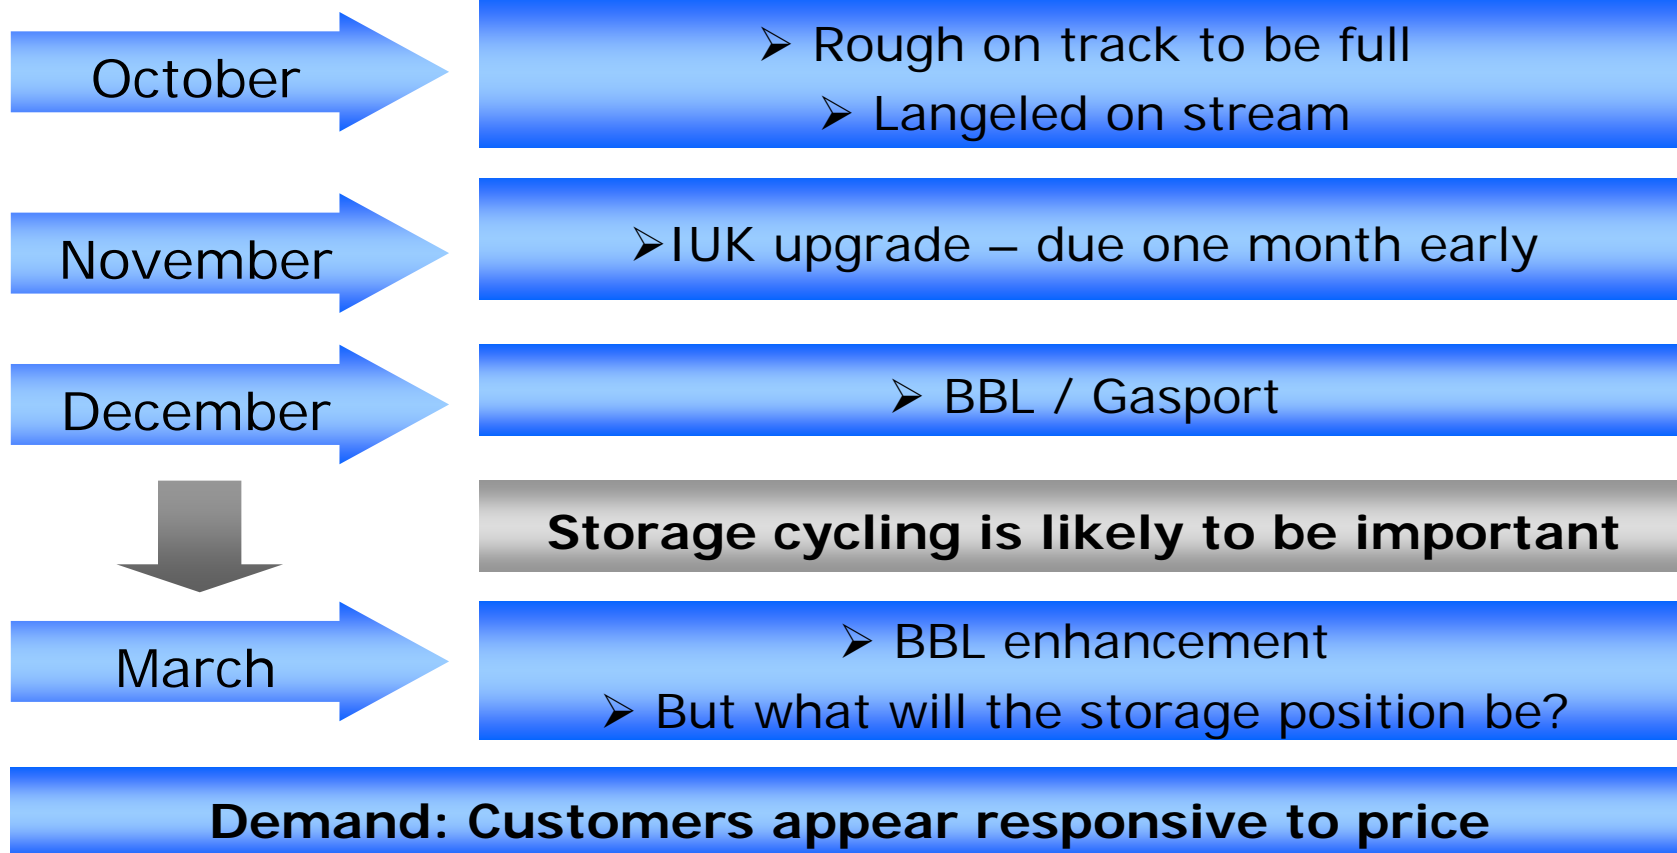 October
➢ Rough on track to be full
➢ Langeled on stream
November
➢IUK upgrade – due one month early
December
➢ BBL / Gasport
Storage cycling is likely to be important
March
➢ BBL enhancement
➢ But what will the storage position be?
Demand: Customers appear responsive to price